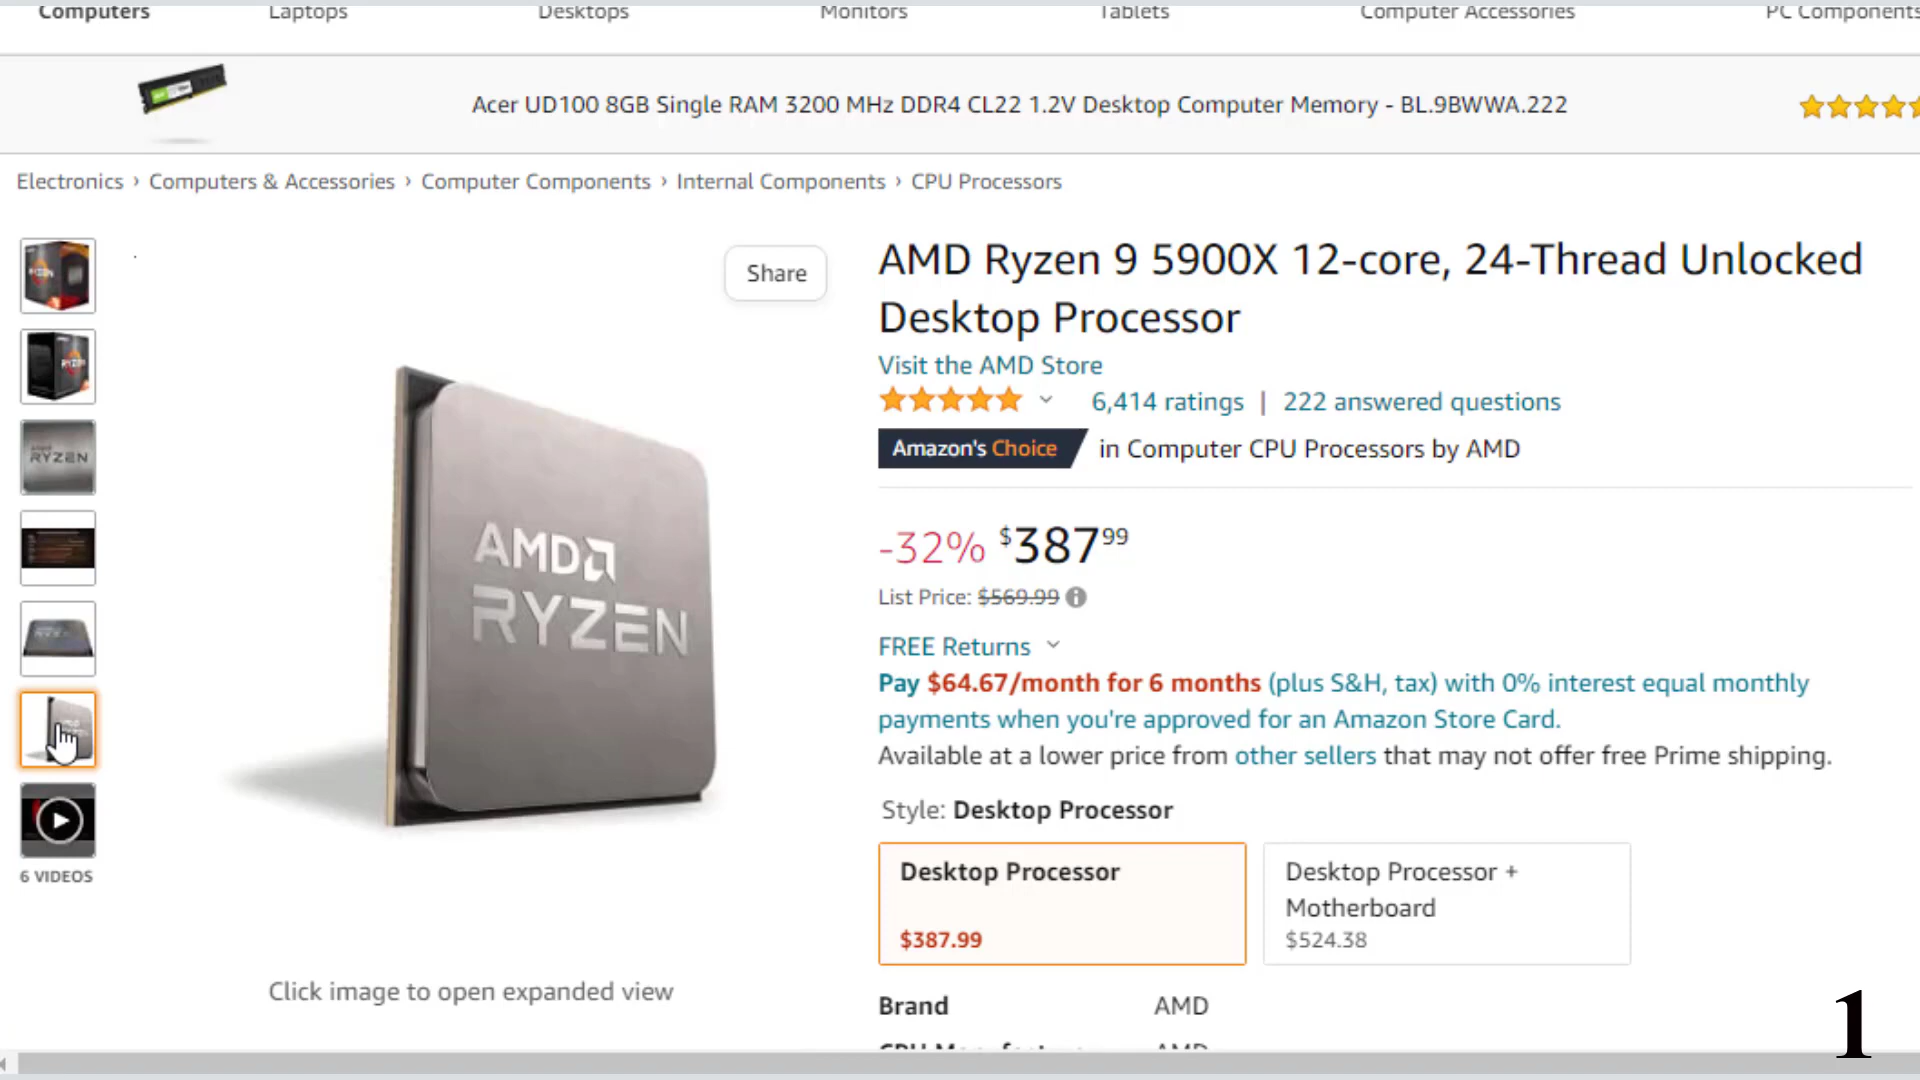 Computers Laptops Desktops Monitors Tablets Computer Accessories PC Components
Acer UD100 8GB Single RAM 3200 MHz DDR4 CL22 1.2V Desktop Computer Memory - BL.9BWWA.222
Electronics › Computers & Accessories › Computer Components › Internal Components › CPU Processors
Share
AMD
RYZEN
RYZEN
RYZEN
6 VIDEOS
Click image to open expanded view
AMD Ryzen 9 5900X 12-core, 24-Thread Unlocked
Desktop Processor
Visit the AMD Store
6,414 ratings | 222 answered questions
Amazon's Choice in Computer CPU Processors by AMD
-32% $387 99
List Price: $569.99
FREE Returns
Pay $64.67/month for 6 months (plus S&H, tax) with 0% interest equal monthly
payments when you're approved for an Amazon Store Card.
Available at a lower price from other sellers that may not offer free Prime shipping.
Style: Desktop Processor
Desktop Processor
$387.99
Desktop Processor +
Motherboard
$524.38
Brand AMD
CPU Manufacturer AMD
1